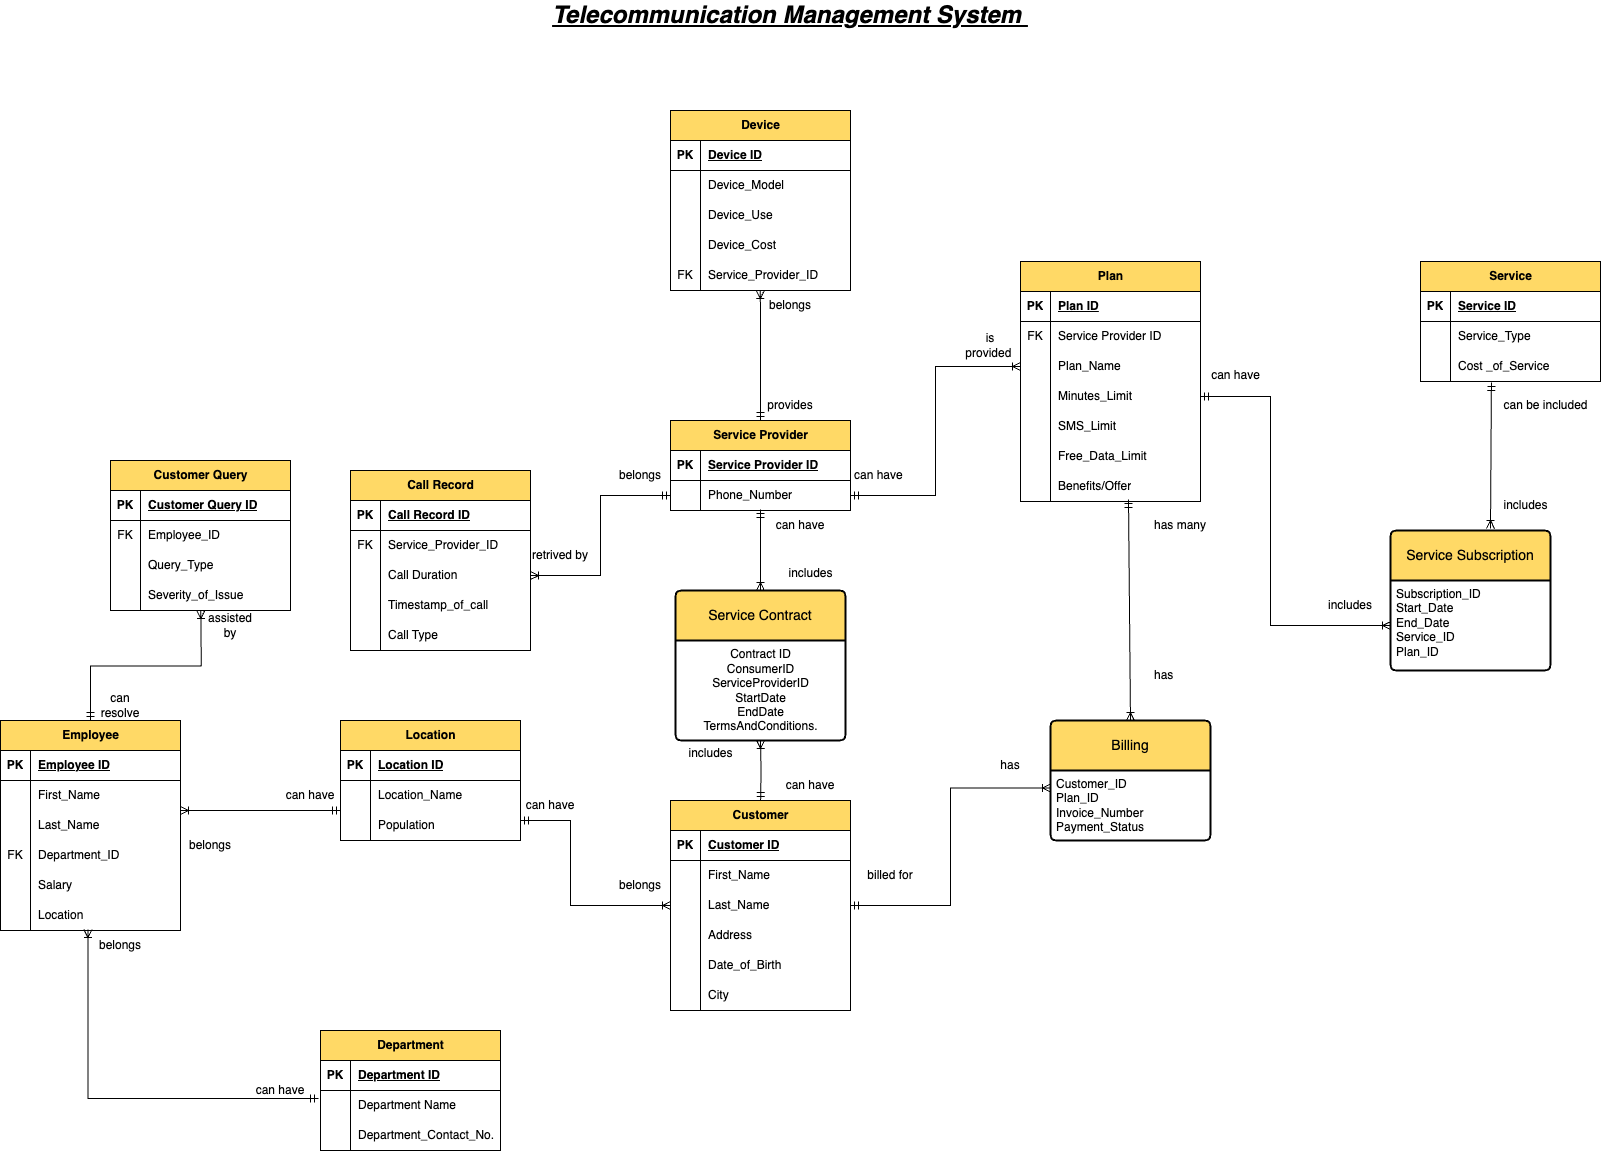 Telecommunication Management System
Device
PK Device ID
Device_Model
Device_Use
Device_Cost
FK Service_Provider_ID
belongs
provides
Plan
PK Plan ID
FK Service Provider ID
Plan_Name
Minutes_Limit
SMS_Limit
Free_Data_Limit
Benefits/Offer
is
provided
can have
Service
PK Service ID
Service_Type
Cost _of_Service
can be included
includes
Service Provider
PK Service Provider ID
Phone_Number
belongs
can have
can have
includes
has many
has
includes
Customer Query
PK Customer Query ID
FK Employee_ID
Query_Type
Severity_of_Issue
assisted
by
can
resolve
Call Record
PK Call Record ID
FK Service_Provider_ID
Call Duration
Timestamp_of_call
Call Type
retrived by
Service Subscription
Subscription_ID
Start_Date
End_Date
Service_ID
Plan_ID
Service Contract
Contract ID
ConsumerID
ServiceProviderID
StartDate
EndDate
TermsAndConditions.
includes
can have
Employee
PK Employee ID
First_Name
Last_Name
FK Department_ID
Salary
Location
can have
belongs
belongs
Location
PK Location ID
Location_Name
Population
can have
belongs
Customer
PK Customer ID
First_Name
Last_Name
Address
Date_of_Birth
City
billed for
has
Billing
Customer_ID
Plan_ID
Invoice_Number
Payment_Status
Department
PK Department ID
Department Name
Department_Contact_No.
can have